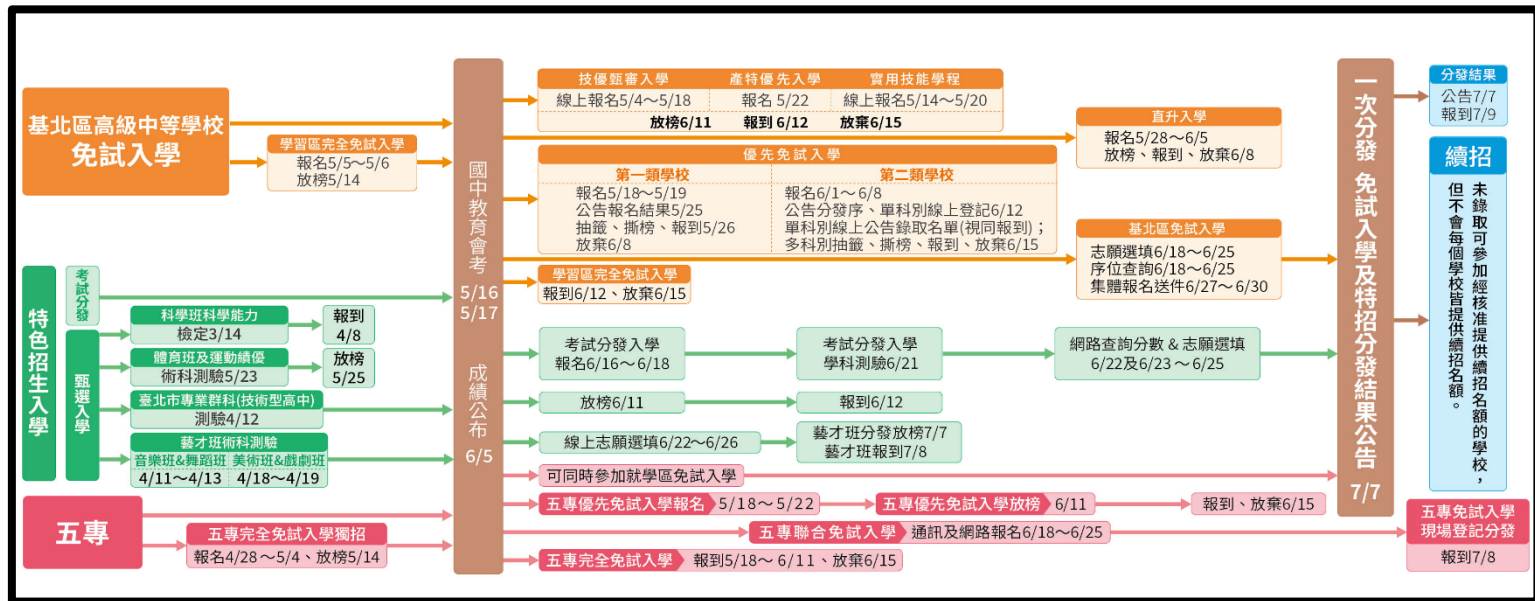 基北區高級中等學校
免試入學
學習區完全免試入學
報名5/5～5/6
放榜5/14
特色招生入學
考試分發
甄選入學
科學班科學能力
檢定3/14
報到
4/8
體育班及運動績優
術科測驗5/23
放榜
5/25
臺北市專業群科(技術型高中)
測驗4/12
藝才班術科測驗
音樂班&舞蹈班 美術班&戲劇班
4/11～4/13 4/18～4/19
五專
五專完全免試入學獨招
報名4/28～5/4、放榜5/14
國中教育會考
5/16
5/17
成績公布
6/5
技優甄審入學 產特優先入學 實用技能學程
線上報名5/4～5/18 報名 5/22 線上報名5/14～5/20
放榜6/11 報到 6/12 放棄6/15
直升入學
報名5/28～6/5
放榜、報到、放棄6/8
優先免試入學
第一類學校
報名5/18～5/19
公告報名結果5/25
抽籤、撕榜、報到5/26
放棄6/8
第二類學校
報名6/1～6/8
公告分發序、單科別線上登記6/12
單科別線上公告錄取名單(視同報到)；
多科別抽籤、撕榜、報到、放棄6/15
基北區免試入學
志願選填6/18～6/25
序位查詢6/18～6/25
集體報名送件6/27～6/30
學習區完全免試入學
報到6/12、放棄6/15
考試分發入學
報名6/16～6/18
考試分發入學
學科測驗6/21
網路查詢分數 & 志願選填
6/22及6/23～6/25
放榜6/11
報到6/12
線上志願選填6/22～6/26
藝才班分發放榜7/7
藝才班報到7/8
可同時參加就學區免試入學
五專優先免試入學報名 5/18～5/22
五專優先免試入學放榜 6/11
報到、放棄6/15
五專聯合免試入學 通訊及網路報名6/18～6/25
五專完全免試入學 報到5/18～6/11、放棄6/15
一次分發 免試入學及特招分發結果公告
7/7
分發結果
公告7/7
報到7/9
續招
未錄取可參加經核准提供續招名額的學校，
但不會每個學校皆提供續招名額。
五專免試入學
現場登記分發
報到7/8